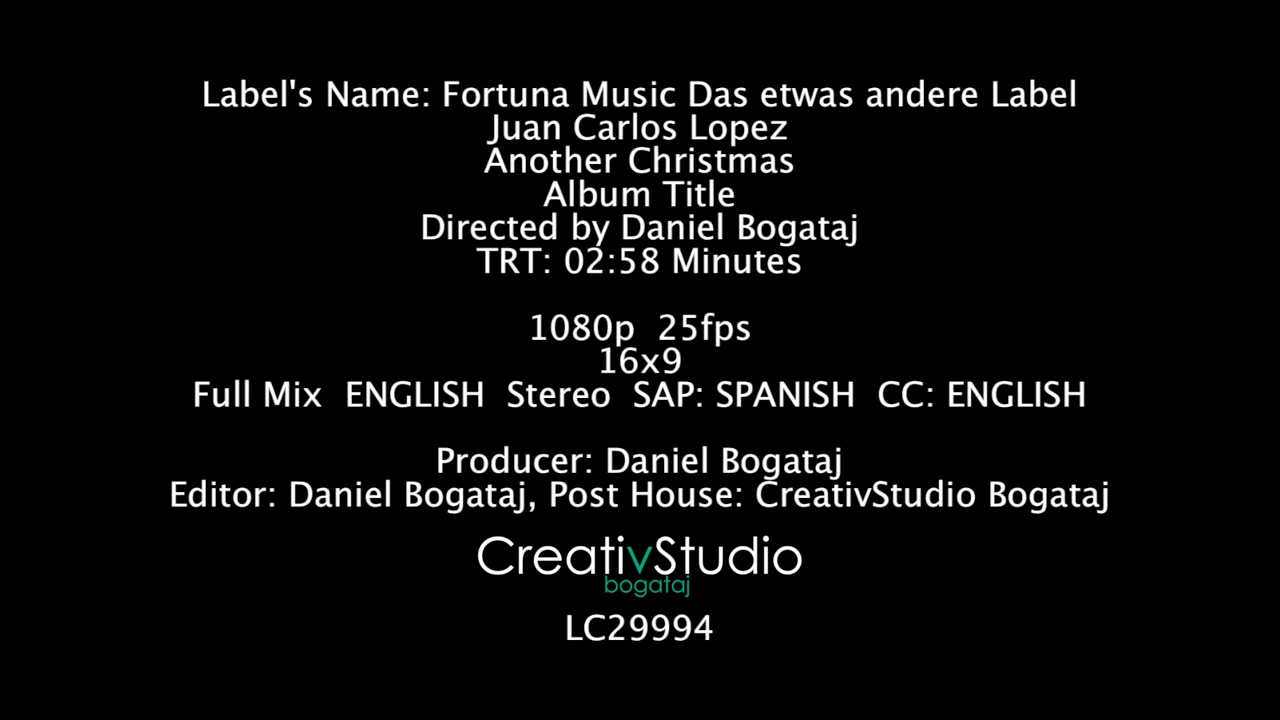 Label's Name: Fortuna Music Das etwas andere Label
Juan Carlos Lopez
Another Christmas
Album Title
Directed by Daniel Bogataj
TRT: 02:58 Minutes
1080p  25fps
16x9
Full Mix  ENGLISH  Stereo  SAP: SPANISH  CC: ENGLISH
Producer: Daniel Bogataj
Editor: Daniel Bogataj, Post House: CreativStudio Bogataj
CreativStudio
bogataj
LC29994